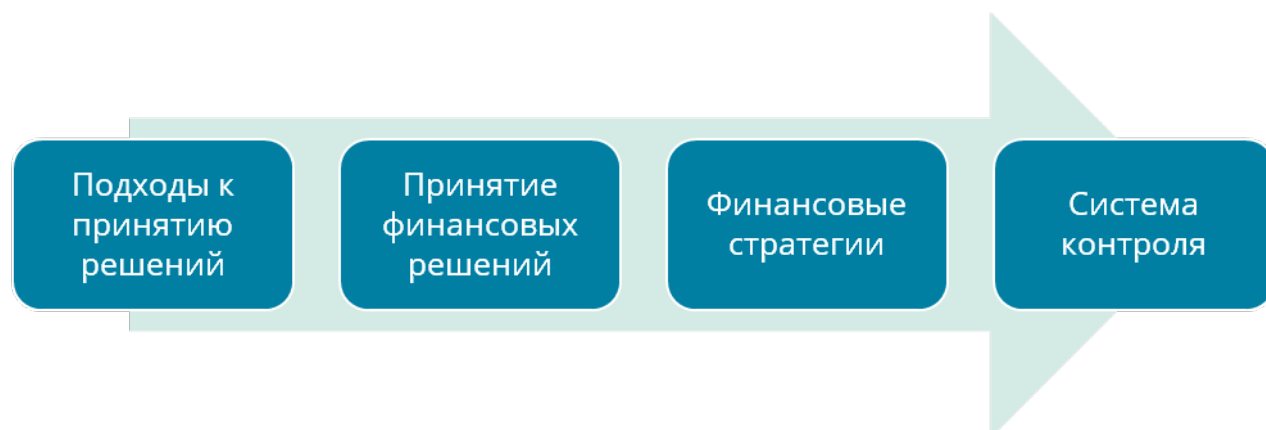 Подходы к
принятию
решений
Принятие
финансовых
решений
Финансовые
стратегии
Система
контроля